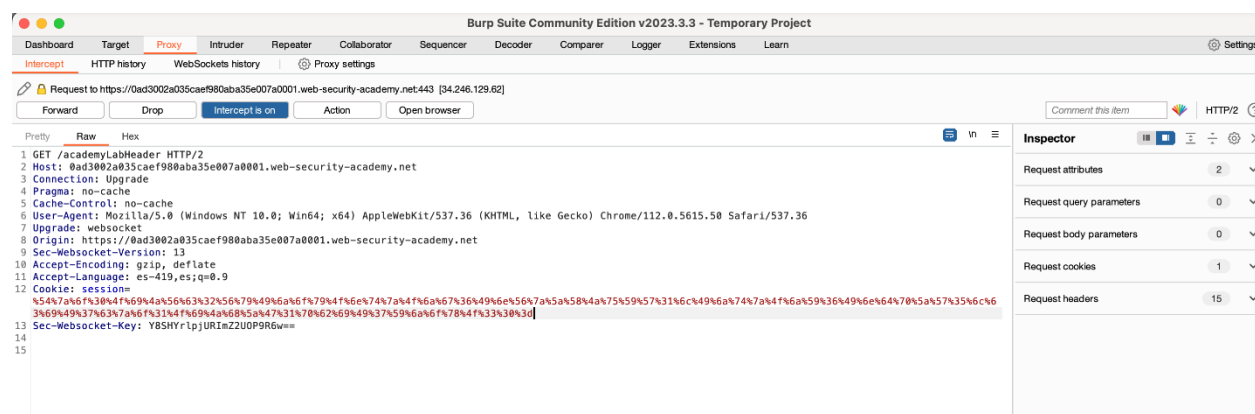 Burp Suite Community Edition v2023.3.3 - Temporary Project
Dashboard Target Proxy Intruder Repeater Collaborator Sequencer Decoder Comparer Logger Extensions Learn Settings
Intercept HTTP history WebSockets history Proxy settings
Request to https://0ad3002a035caef980aba35e007a0001.web-security-academy.net:443 [34.246.129.62]
Forward Drop Intercept is on Action Open browser Comment this item HTTP/2
Pretty Raw Hex \n Inspector
1 GET /academyLabHeader HTTP/2
2 Host: 0ad3002a035caef980aba35e007a0001.web-security-academy.net
3 Connection: Upgrade
4 Pragma: no-cache
5 Cache-Control: no-cache
6 User-Agent: Mozilla/5.0 (Windows NT 10.0; Win64; x64) AppleWebKit/537.36 (KHTML, like Gecko) Chrome/112.0.5615.50 Safari/537.36
7 Upgrade: websocket
8 Origin: https://0ad3002a035caef980aba35e007a0001.web-security-academy.net
9 Sec-Websocket-Version: 13
10 Accept-Encoding: gzip, deflate
11 Accept-Language: es-419,es;q=0.9
12 Cookie: session=
%54%7a%6f%30%4f%69%4a%56%63%32%56%79%49%6a%6f%79%4f%6e%74%7a%4f%6a%67%36%49%6e%56%7a%5a%58%4a%75%59%57%31%6c%49%6a%74%7a%4f%6a%59%36%49%6e%64%70%5a%57%35%6c%6
3%69%49%37%63%7a%6f%31%4f%69%4a%68%5a%47%31%70%62%69%49%37%59%6a%6f%78%4f%33%30%3d
13 Sec-Websocket-Key: Y8SHYrlpjURImZ2UOP9R6w==
14
15
Request attributes 2
Request query parameters 0
Request body parameters 0
Request cookies 1
Request headers 15